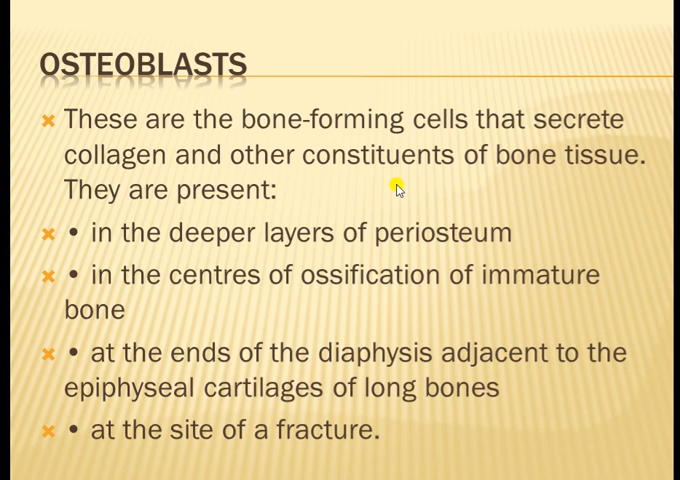 OSTEOBLASTS
These are the bone-forming cells that secrete
collagen and other constituents of bone tissue.
They are present:
• in the deeper layers of periosteum
• in the centres of ossification of immature
bone
• at the ends of the diaphysis adjacent to the
epiphyseal cartilages of long bones
• at the site of a fracture.